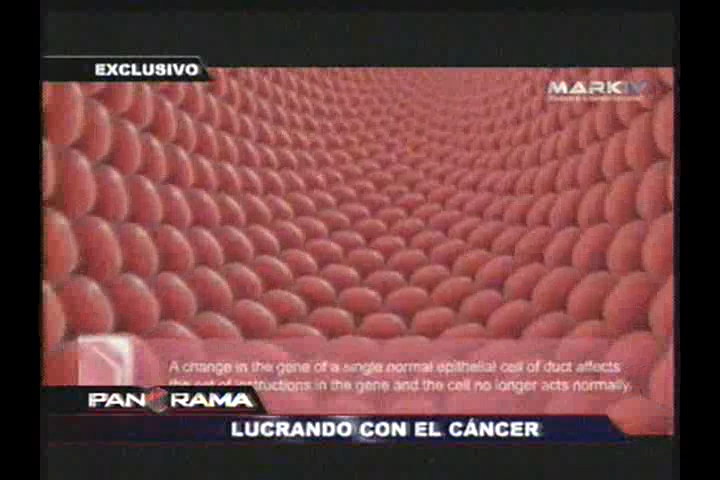 EXCLUSIVO
MARKIV
A change in the gene of a single normal epithelial cell of duct affects
the set of instructions in the gene and the cell no longer acts normally.
PANORAMA
LUCRANDO CON EL CÁNCER